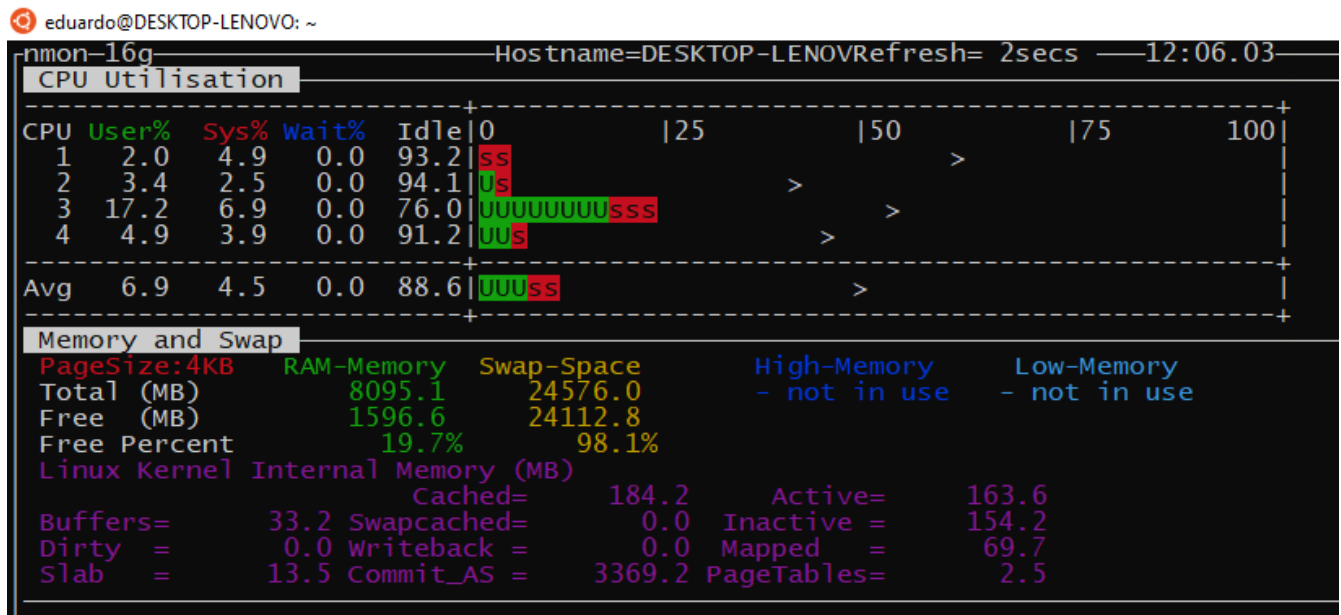 eduardo@DESKTOP-LENOVO: ~
nmon-16g Hostname=DESKTOP-LENOVRefresh= 2secs 12:06.03
CPU Utilisation
---------------------------+--------------------------------------------------+
CPU User% Sys% Wait% Idle|0 |25 |50 |75 100|
1 2.0 4.9 0.0 93.2|ss > |
2 3.4 2.5 0.0 94.1|Us > |
3 17.2 6.9 0.0 76.0|UUUUUUUUsss > |
4 4.9 3.9 0.0 91.2|UUs > |
---------------------------+--------------------------------------------------+
Avg 6.9 4.5 0.0 88.6|UUUss > |
---------------------------+--------------------------------------------------+
Memory and Swap
PageSize:4KB RAM-Memory Swap-Space High-Memory Low-Memory
Total (MB) 8095.1 24576.0 - not in use - not in use
Free (MB) 1596.6 24112.8
Free Percent 19.7% 98.1%
Linux Kernel Internal Memory (MB)
Cached= 184.2 Active= 163.6
Buffers= 33.2 Swapcached= 0.0 Inactive = 154.2
Dirty = 0.0 Writeback = 0.0 Mapped = 69.7
Slab = 13.5 Commit_AS = 3369.2 PageTables= 2.5